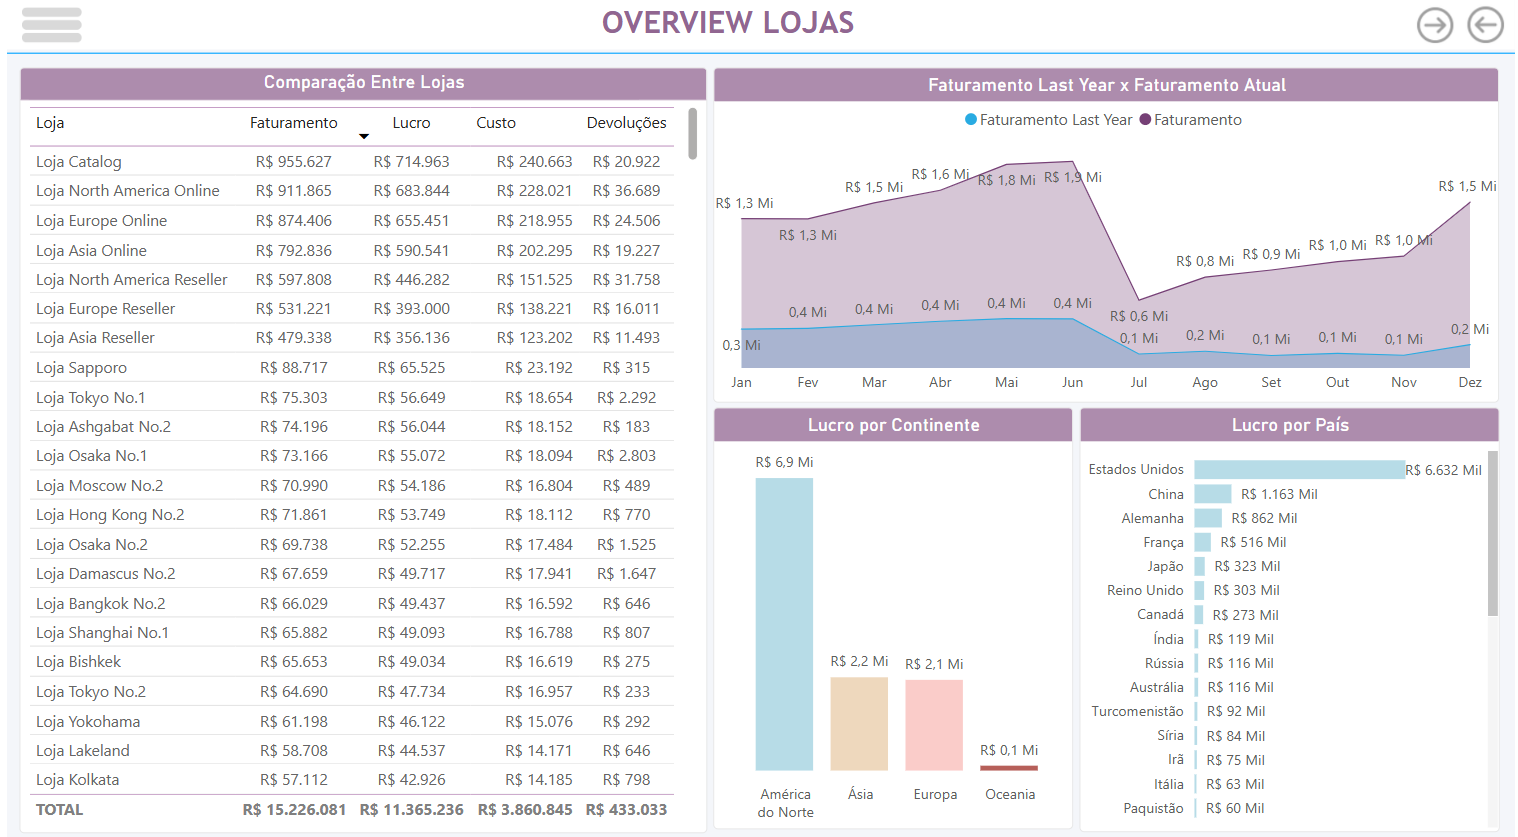 OVERVIEW LOJAS
Comparação Entre Lojas
Loja Faturamento Lucro Custo Devoluções
Loja Catalog R$ 955.627 R$ 714.963 R$ 240.663 R$ 20.922
Loja North America Online R$ 911.865 R$ 683.844 R$ 228.021 R$ 36.689
Loja Europe Online R$ 874.406 R$ 655.451 R$ 218.955 R$ 24.506
Loja Asia Online R$ 792.836 R$ 590.541 R$ 202.295 R$ 19.227
Loja North America Reseller R$ 597.808 R$ 446.282 R$ 151.525 R$ 31.758
Loja Europe Reseller R$ 531.221 R$ 393.000 R$ 138.221 R$ 16.011
Loja Asia Reseller R$ 479.338 R$ 356.136 R$ 123.202 R$ 11.493
Loja Sapporo R$ 88.717 R$ 65.525 R$ 23.192 R$ 315
Loja Tokyo No.1 R$ 75.303 R$ 56.649 R$ 18.654 R$ 2.292
Loja Ashgabat No.2 R$ 74.196 R$ 56.044 R$ 18.152 R$ 183
Loja Osaka No.1 R$ 73.166 R$ 55.072 R$ 18.094 R$ 2.803
Loja Moscow No.2 R$ 70.990 R$ 54.186 R$ 16.804 R$ 489
Loja Hong Kong No.2 R$ 71.861 R$ 53.749 R$ 18.112 R$ 770
Loja Osaka No.2 R$ 69.738 R$ 52.255 R$ 17.484 R$ 1.525
Loja Damascus No.2 R$ 67.659 R$ 49.717 R$ 17.941 R$ 1.647
Loja Bangkok No.2 R$ 66.029 R$ 49.437 R$ 16.592 R$ 646
Loja Shanghai No.1 R$ 65.882 R$ 49.093 R$ 16.788 R$ 807
Loja Bishkek R$ 65.653 R$ 49.034 R$ 16.619 R$ 275
Loja Tokyo No.2 R$ 64.690 R$ 47.734 R$ 16.957 R$ 233
Loja Yokohama R$ 61.198 R$ 46.122 R$ 15.076 R$ 292
Loja Lakeland R$ 58.708 R$ 44.537 R$ 14.171 R$ 646
Loja Kolkata R$ 57.112 R$ 42.926 R$ 14.185 R$ 798
TOTAL R$ 15.226.081 R$ 11.365.236 R$ 3.860.845 R$ 433.033
Faturamento Last Year x Faturamento Atual
Faturamento Last Year Faturamento
R$ 1,3 Mi R$ 1,3 Mi R$ 1,5 Mi R$ 1,6 Mi R$ 1,8 Mi R$ 1,9 Mi R$ 0,6 Mi R$ 0,8 Mi R$ 0,9 Mi R$ 1,0 Mi R$ 1,0 Mi R$ 1,5 Mi
0,3 Mi 0,4 Mi 0,4 Mi 0,4 Mi 0,4 Mi 0,4 Mi 0,1 Mi 0,2 Mi 0,1 Mi 0,1 Mi 0,1 Mi 0,2 Mi
Jan Fev Mar Abr Mai Jun Jul Ago Set Out Nov Dez
Lucro por Continente
R$ 6,9 Mi
R$ 2,2 Mi R$ 2,1 Mi
R$ 0,1 Mi
América Ásia Europa Oceania
do Norte
Lucro por País
Estados Unidos R$ 6.632 Mil
China R$ 1.163 Mil
Alemanha R$ 862 Mil
França R$ 516 Mil
Japão R$ 323 Mil
Reino Unido R$ 303 Mil
Canadá R$ 273 Mil
Índia R$ 119 Mil
Rússia R$ 116 Mil
Austrália R$ 116 Mil
Turcomenistão R$ 92 Mil
Síria R$ 84 Mil
Irã R$ 75 Mil
Itália R$ 63 Mil
Paquistão R$ 60 Mil